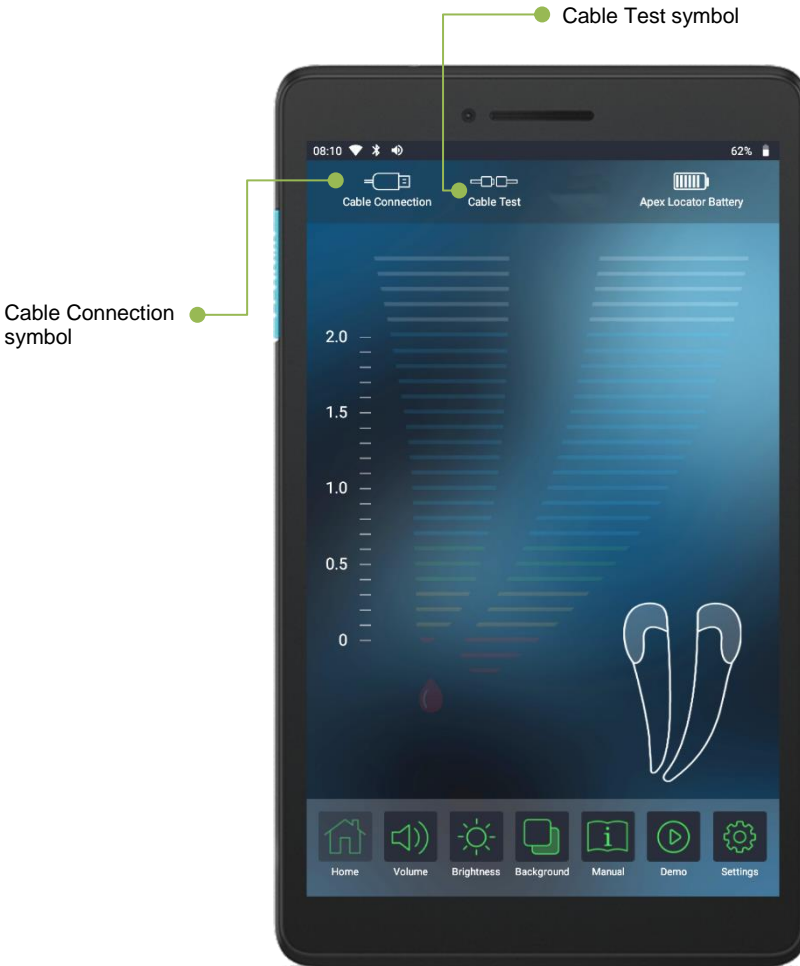 Cable Test symbol
08:10
62%
Cable Connection
Cable Test
Apex Locator Battery
Cable Connection
symbol
2.0
1.5
1.0
0.5
0
Home
Volume
Brightness
Background
Manual
Demo
Settings